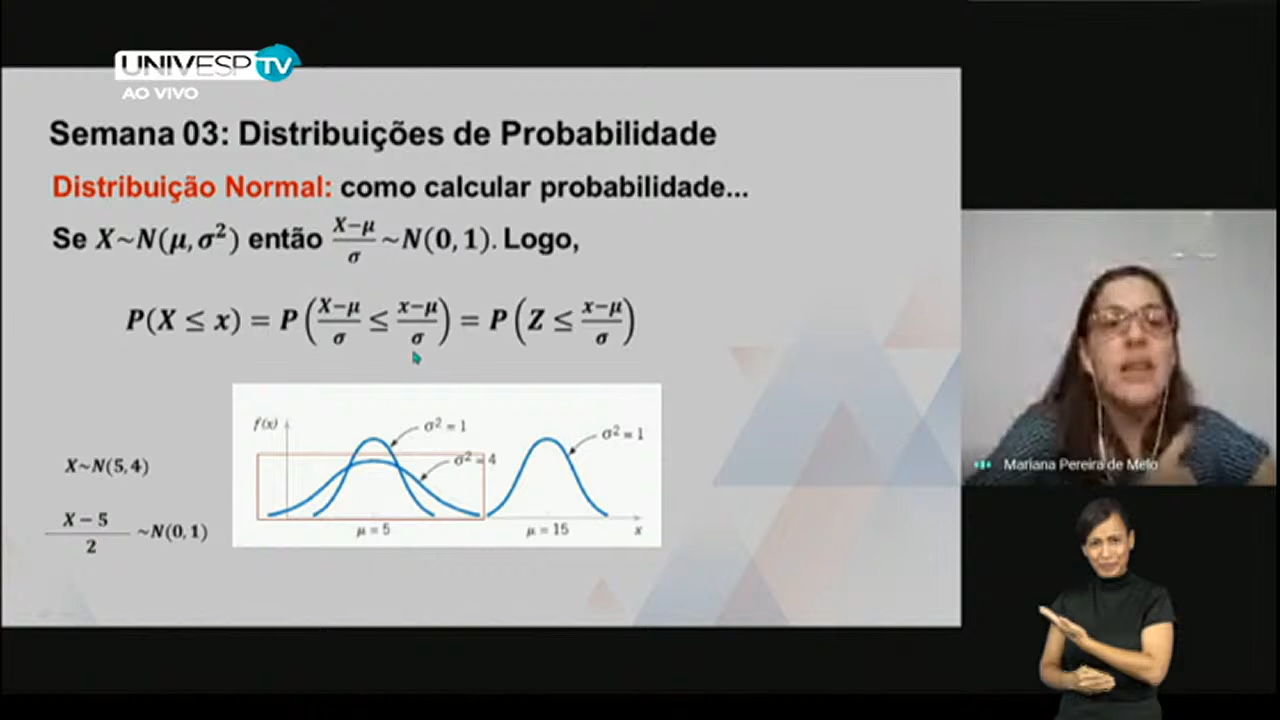 UNIVESP TV
AO VIVO
Semana 03: Distribuições de Probabilidade
Distribuição Normal: como calcular probabilidade...
Se X~N(μ, σ²) então (X−μ)/σ ~N(0, 1). Logo,
P(X ≤ x) = P((X−μ)/σ ≤ (x−μ)/σ) = P(Z ≤ (x−μ)/σ)
f(x)
σ² = 1
σ² = 1
σ² = 4
X~N(5, 4)
Mariana Pereira de Melo
(X − 5)/2 ~N(0, 1)
μ = 5
μ = 15
x